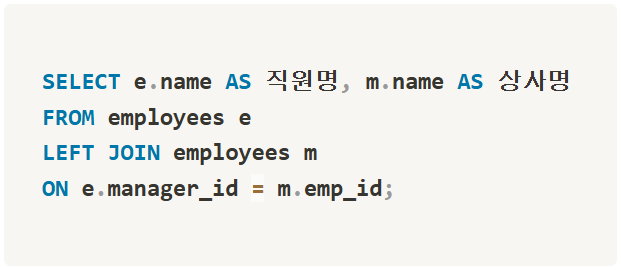 SELECT e.name AS 직원명, m.name AS 상사명
FROM employees e
LEFT JOIN employees m
ON e.manager_id = m.emp_id;